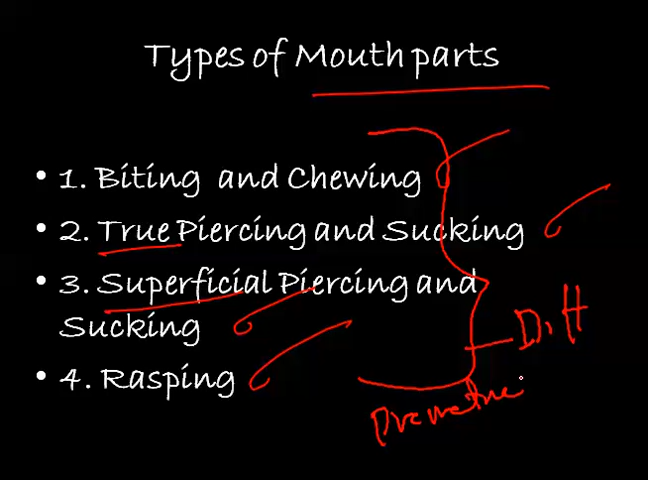 Types of Mouth parts
• 1. Biting and Chewing
• 2. True Piercing and Sucking
• 3. Superficial Piercing and
Sucking
Diff
• 4. Rasping